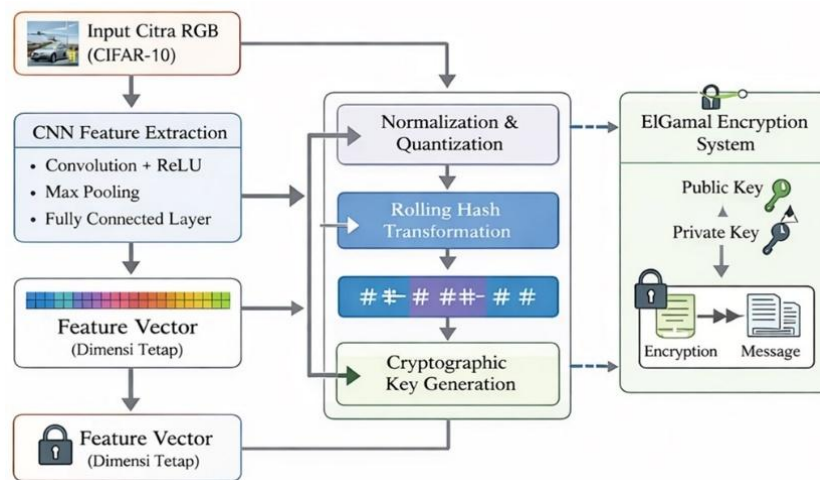 Input Citra RGB
(CIFAR-10)
CNN Feature Extraction
• Convolution + ReLU
• Max Pooling
• Fully Connected Layer
Feature Vector
(Dimensi Tetap)
Feature Vector
(Dimensi Tetap)
Normalization &
Quantization
Rolling Hash
Transformation
# # # ## # #
Cryptographic
Key Generation
ElGamal Encryption
System
Public Key
Private Key
Encryption
Message